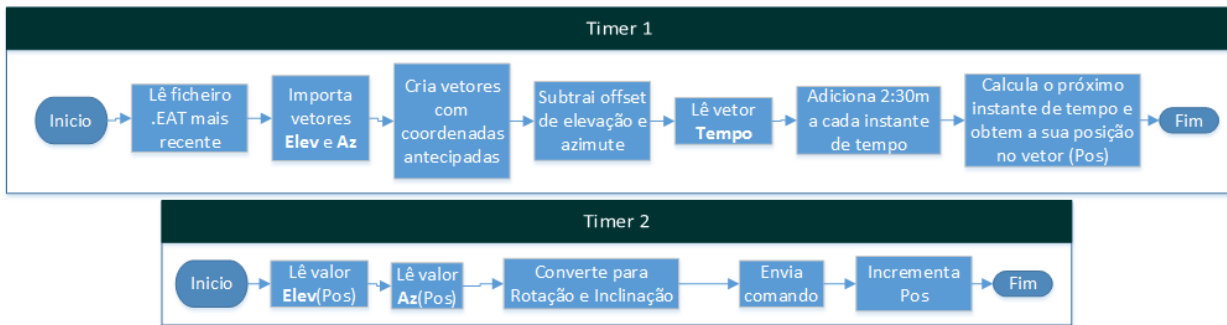 Timer 1
Inicio
Lê ficheiro
.EAT mais
recente
Importa
vetores
Elev e Az
Cria vetores
com
coordenadas
antecipadas
Subtrai offset
de elevação e
azimute
Lê vetor
Tempo
Adiciona 2:30m
a cada instante
de tempo
Calcula o próximo
instante de tempo e
obtem a sua posição
no vetor (Pos)
Fim
Timer 2
Inicio
Lê valor
Elev(Pos)
Lê valor
Az(Pos)
Converte para
Rotação e Inclinação
Envia
comando
Incrementa
Pos
Fim